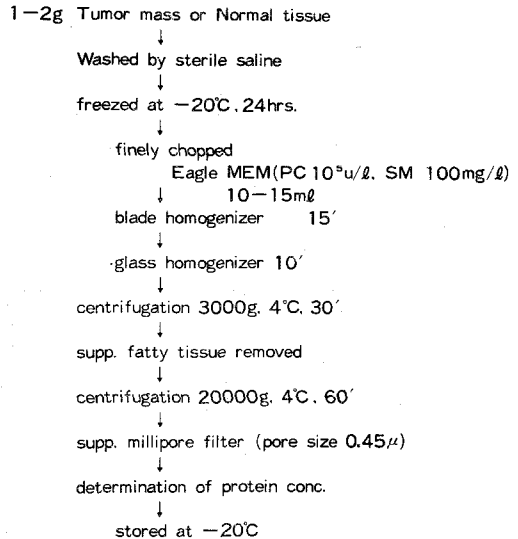 1-2g Tumor mass or Normal tissue
↓
Washed by sterile saline
↓
freezed at -20℃, 24hrs.
↓
finely chopped
Eagle MEM(PC 10⁵u/ℓ, SM 100mg/ℓ)
↓ 10-15mℓ
blade homogenizer 15′
↓
glass homogenizer 10′
↓
centrifugation 3000g, 4℃, 30′
↓
supp. fatty tissue removed
↓
centrifugation 20000g, 4℃, 60′
↓
supp. millipore filter (pore size 0.45μ)
↓
determination of protein conc.
↓
stored at -20℃